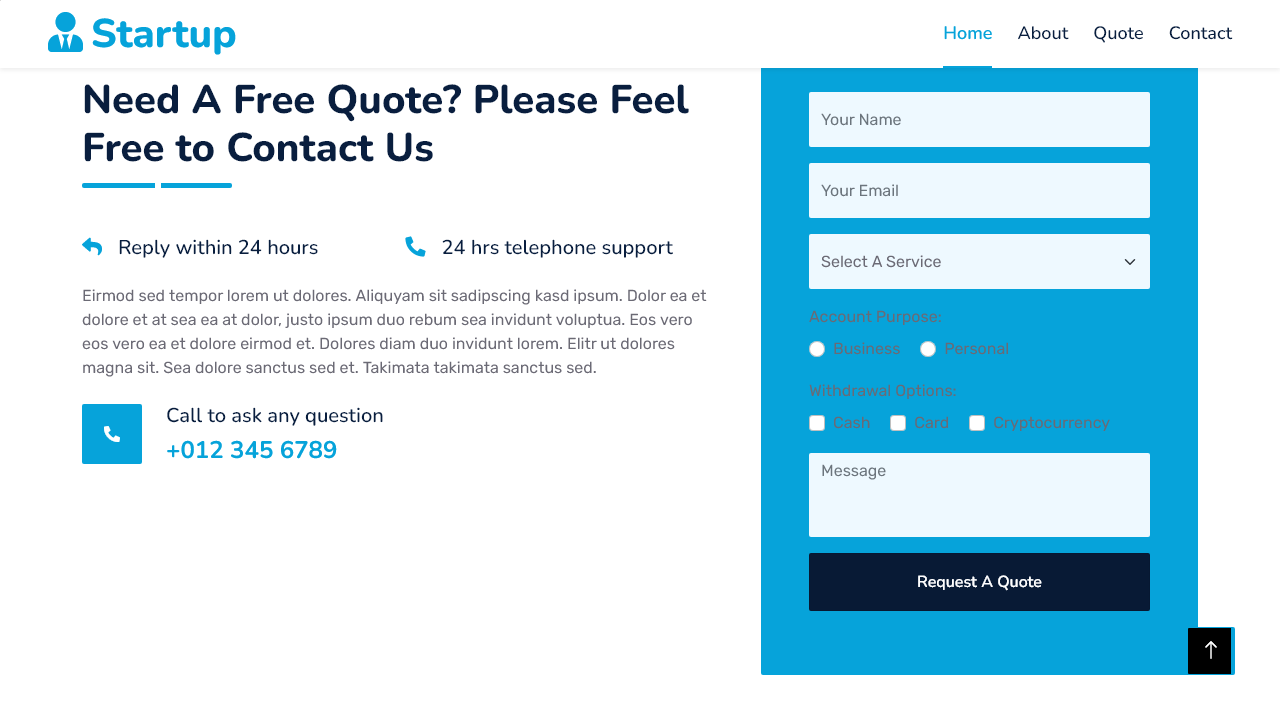 Startup
Home About Quote Contact
Need A Free Quote? Please Feel
Free to Contact Us
Reply within 24 hours
24 hrs telephone support
Eirmod sed tempor lorem ut dolores. Aliquyam sit sadipscing kasd ipsum. Dolor ea et
dolore et at sea ea at dolor, justo ipsum duo rebum sea invidunt voluptua. Eos vero
eos vero ea et dolore eirmod et. Dolores diam duo invidunt lorem. Elitr ut dolores
magna sit. Sea dolore sanctus sed et. Takimata takimata sanctus sed.
Call to ask any question
+012 345 6789
Your Name
Your Email
Select A Service
Account Purpose:
Business Personal
Withdrawal Options:
Cash Card Cryptocurrency
Message
Request A Quote